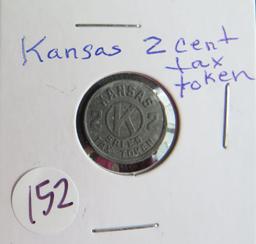 Kansas 2 cent
tax
token
KANSAS
2 K 2
SALES
TAX TOKEN
152